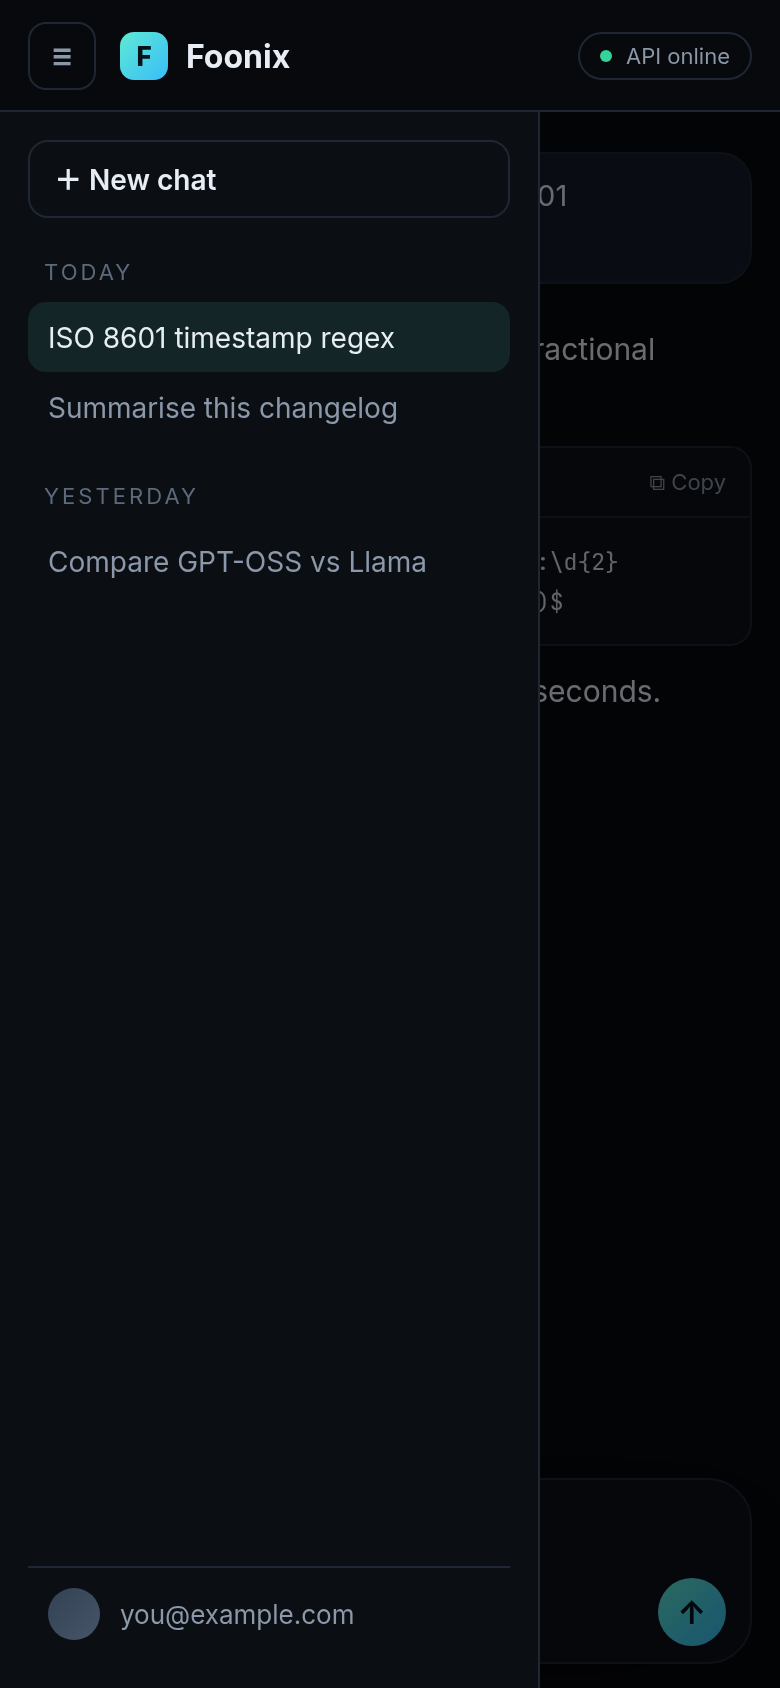 F Foonix
API online
+ New chat
TODAY
ISO 8601 timestamp regex
Summarise this changelog
YESTERDAY
Compare GPT-OSS vs Llama
you@example.com
01
ractional
Copy
:\d{2}
)$
seconds.